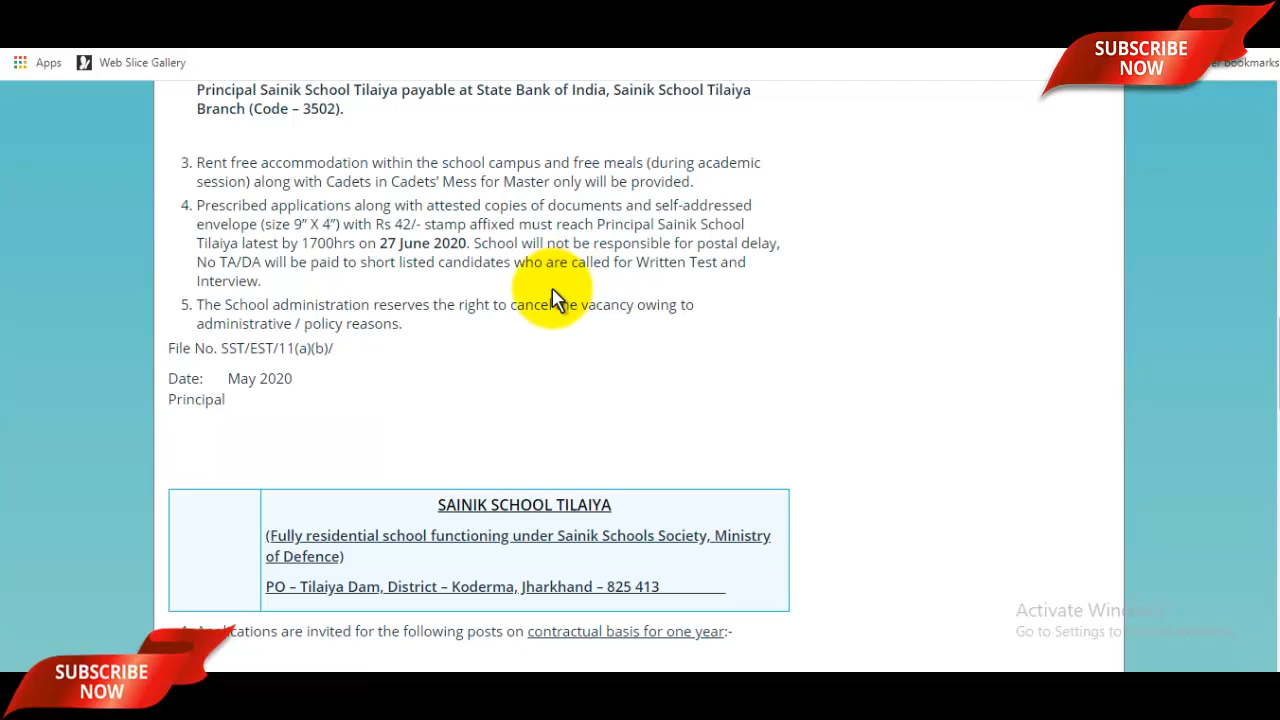 SUBSCRIBE
NOW
Apps Web Slice Gallery bookmarks
Principal Sainik School Tilaiya payable at State Bank of India, Sainik School Tilaiya
Branch (Code – 3502).
3. Rent free accommodation within the school campus and free meals (during academic
session) along with Cadets in Cadets’ Mess for Master only will be provided.
4. Prescribed applications along with attested copies of documents and self-addressed
envelope (size 9” X 4”) with Rs 42/- stamp affixed must reach Principal Sainik School
Tilaiya latest by 1700hrs on 27 June 2020. School will not be responsible for postal delay,
No TA/DA will be paid to short listed candidates who are called for Written Test and
Interview.
5. The School administration reserves the right to cancel the vacancy owing to
administrative / policy reasons.
File No. SST/EST/11(a)(b)/
Date: May 2020
Principal
SAINIK SCHOOL TILAIYA
(Fully residential school functioning under Sainik Schools Society, Ministry
of Defence)
PO – Tilaiya Dam, District – Koderma, Jharkhand – 825 413
Activate Windows
Go to Settings to
Applications are invited for the following posts on contractual basis for one year:-
SUBSCRIBE
NOW